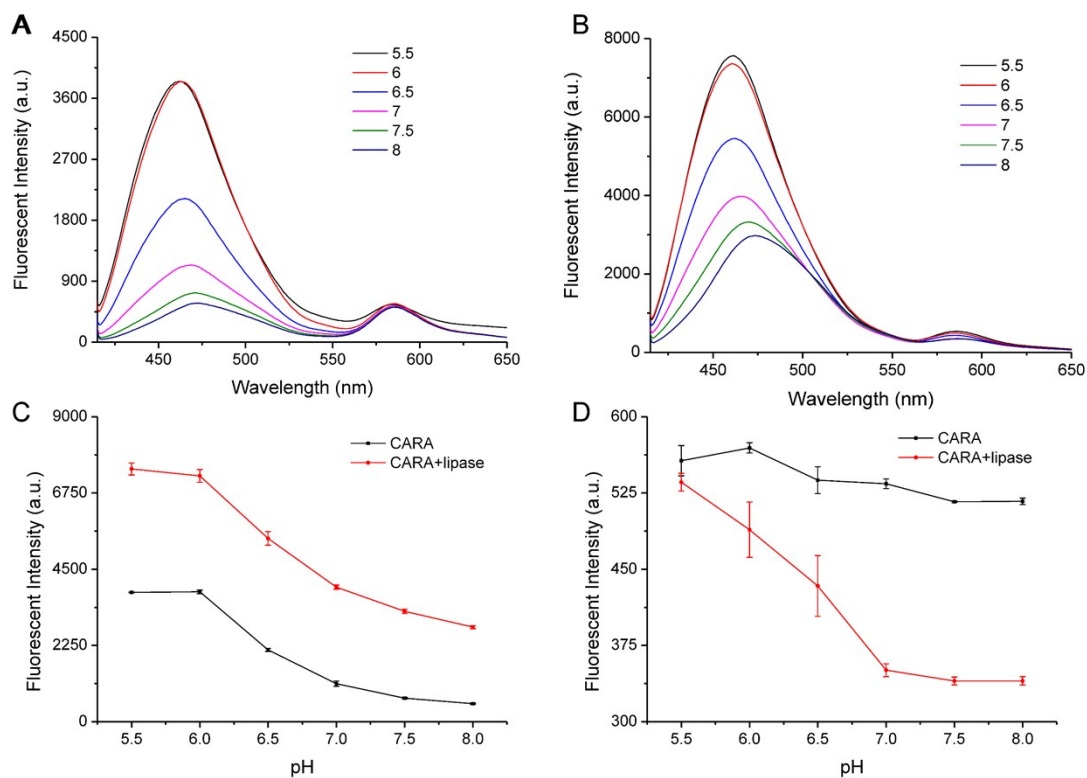 A
Fluorescent Intensity (a.u.)
4500
3600
2700
1800
900
0
5.5
6
6.5
7
7.5
8
450 500 550 600 650
Wavelength (nm)
B
Fluorescent Intensity (a.u.)
8000
6000
4000
2000
0
5.5
6
6.5
7
7.5
8
450 500 550 600 650
Wavelength (nm)
C
Fluorescent Intensity (a.u.)
9000
6750
4500
2250
0
CARA
CARA+lipase
5.5 6.0 6.5 7.0 7.5 8.0
pH
D
Fluorescent Intensity (a.u.)
600
525
450
375
300
CARA
CARA+lipase
5.5 6.0 6.5 7.0 7.5 8.0
pH